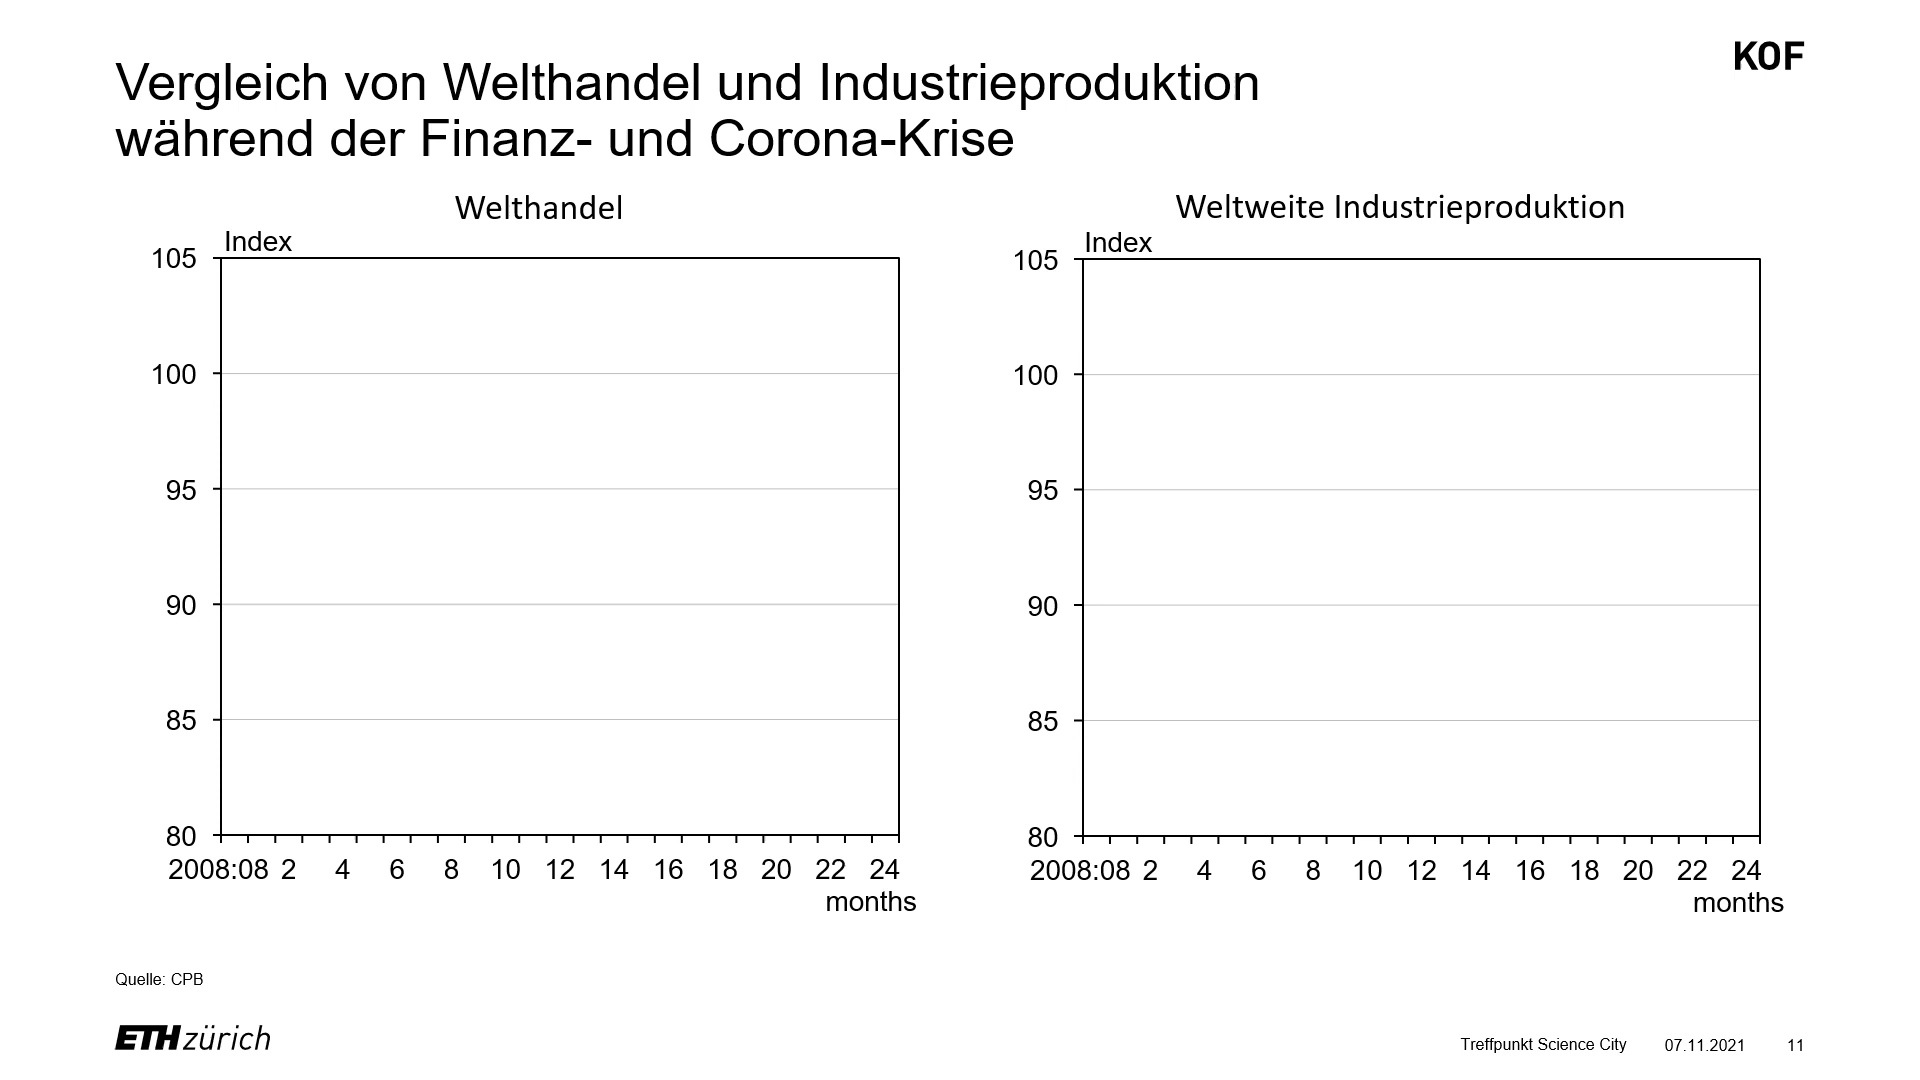 KOF
Vergleich von Welthandel und Industrieproduktion
während der Finanz- und Corona-Krise
Welthandel
Index
105
100
95
90
85
80
2008:08 2 4 6 8 10 12 14 16 18 20 22 24
months
Weltweite Industrieproduktion
Index
105
100
95
90
85
80
2008:08 2 4 6 8 10 12 14 16 18 20 22 24
months
Quelle: CPB
ETH zürich
Treffpunkt Science City 07.11.2021 11